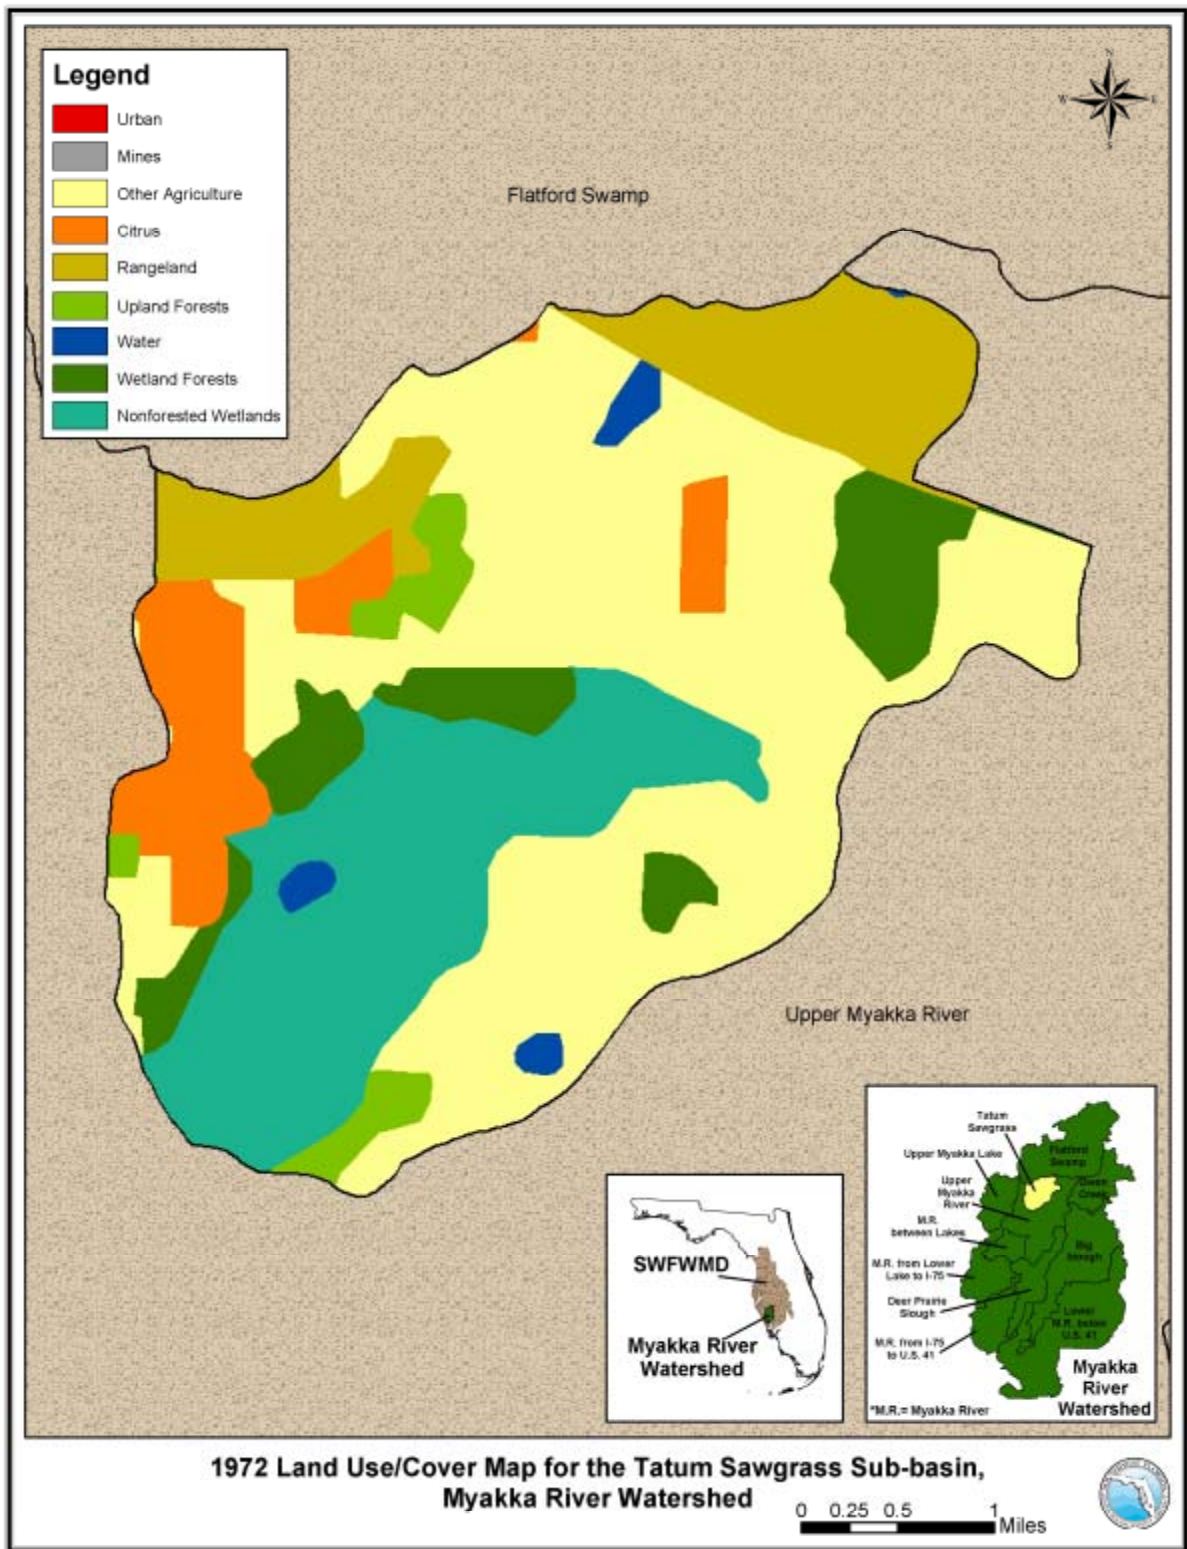 Legend
Urban
Mines
Other Agriculture
Citrus
Rangeland
Upland Forests
Water
Wetland Forests
Nonforested Wetlands
N
W
E
S
Flatford Swamp
Upper Myakka River
SWFWMD
Myakka River
Watershed
Tatum
Sawgrass
Upper Myakka Lake
Flatford
Swamp
Upper
Myakka
River
Owen
Creek
M.R.
between Lakes
Big
Slough
M.R. from Lower
Lake to I-75
Deer Prairie
Slough
Lower
M.R. below
U.S. 41
M.R. from I-75
to U.S. 41
Myakka
River
Watershed
*M.R.= Myakka River
1972 Land Use/Cover Map for the Tatum Sawgrass Sub-basin,
Myakka River Watershed
0 0.25 0.5 1
Miles